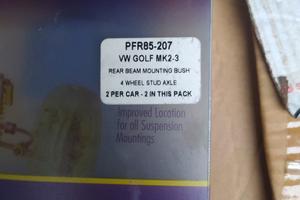 PFR85-207
VW GOLF MK2-3
REAR BEAM MOUNTING BUSH
4 WHEEL STUD AXLE
2 PER CAR - 2 IN THIS PACK
Improved Location
for all Suspension
Mountings